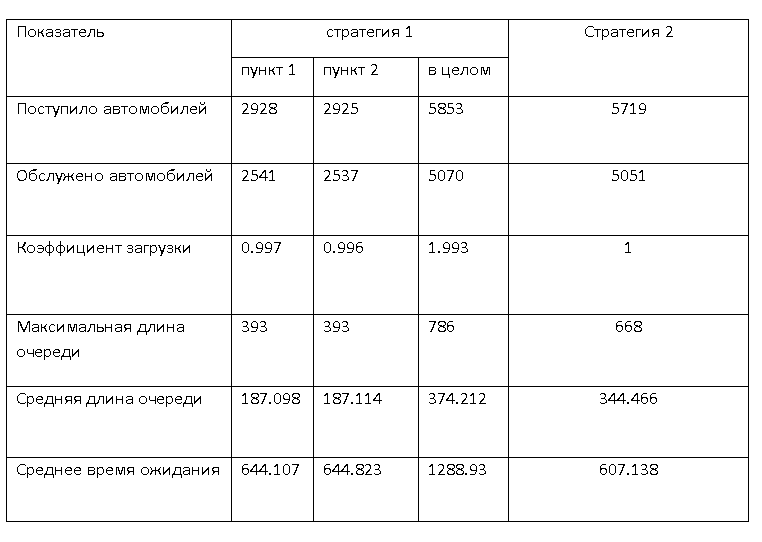 Показатель стратегия 1 Стратегия 2
пункт 1 пункт 2 в целом
Поступило автомобилей 2928 2925 5853 5719
Обслужено автомобилей 2541 2537 5070 5051
Коэффициент загрузки 0.997 0.996 1.993 1
Максимальная длина 393 393 786 668
очереди
Средняя длина очереди 187.098 187.114 374.212 344.466
Среднее время ожидания 644.107 644.823 1288.93 607.138